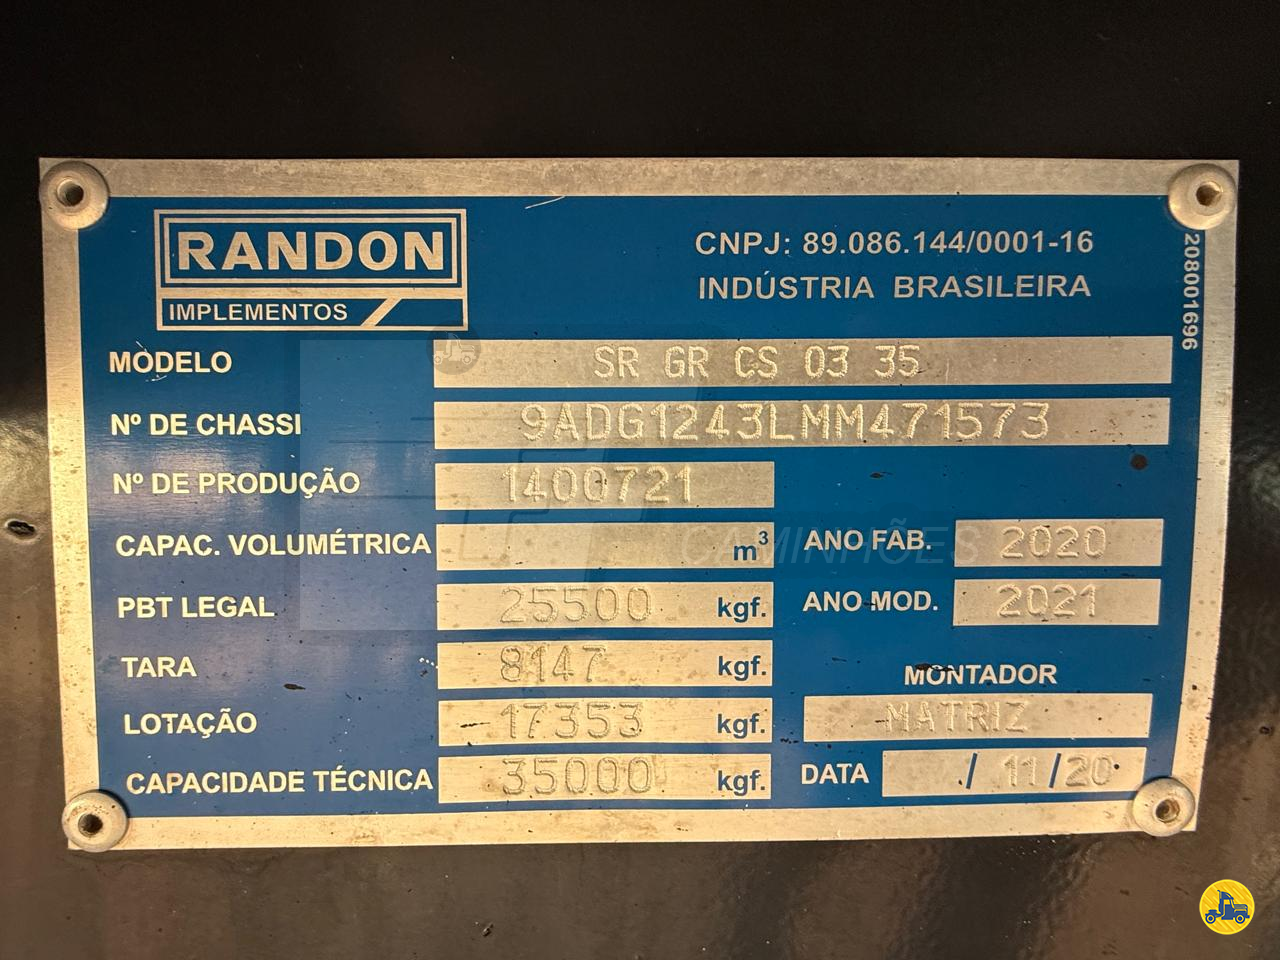 RANDON
IMPLEMENTOS
CNPJ: 89.086.144/0001-16
INDÚSTRIA BRASILEIRA
208001696
MODELO SR GR CS 03 35
Nº DE CHASSI 9ADG1243LMM471573
Nº DE PRODUÇÃO 1400721
CAPAC. VOLUMÉTRICA m³ ANO FAB. 2020
PBT LEGAL 25500 kgf. ANO MOD. 2021
TARA 8147 kgf.
MONTADOR
LOTAÇÃO 17353 kgf. MATRIZ
CAPACIDADE TÉCNICA 35000 kgf. DATA / 11/20
CAMINHÕES